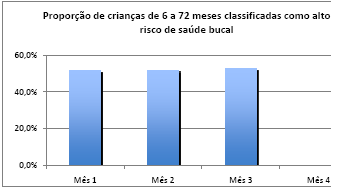 Proporção de crianças de 6 a 72 meses classificadas como alto
risco de saúde bucal
60,0%
40,0%
20,0%
0,0%
Mês 1 Mês 2 Mês 3 Mês 4